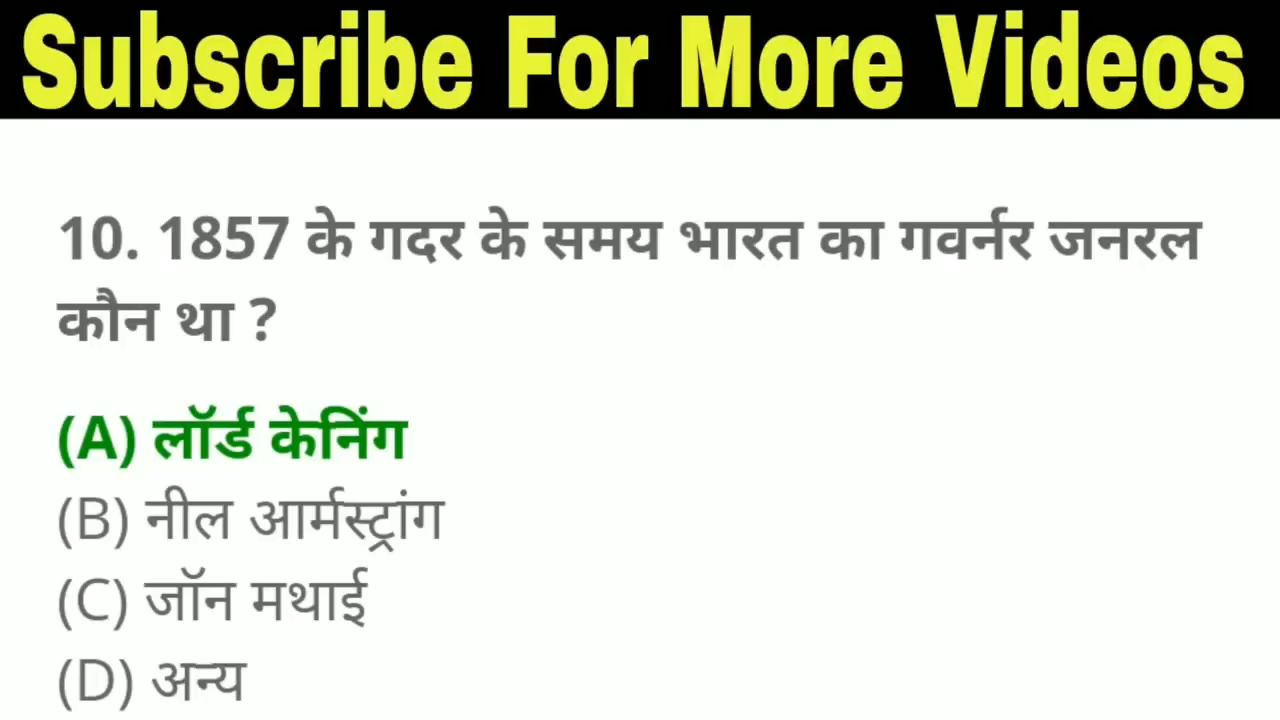 Subscribe For More Videos
10. 1857 के गदर के समय भारत का गवर्नर जनरल
कौन था ?
(A) लॉर्ड केनिंग
(B) नील आर्मस्ट्रांग
(C) जॉन मथाई
(D) अन्य